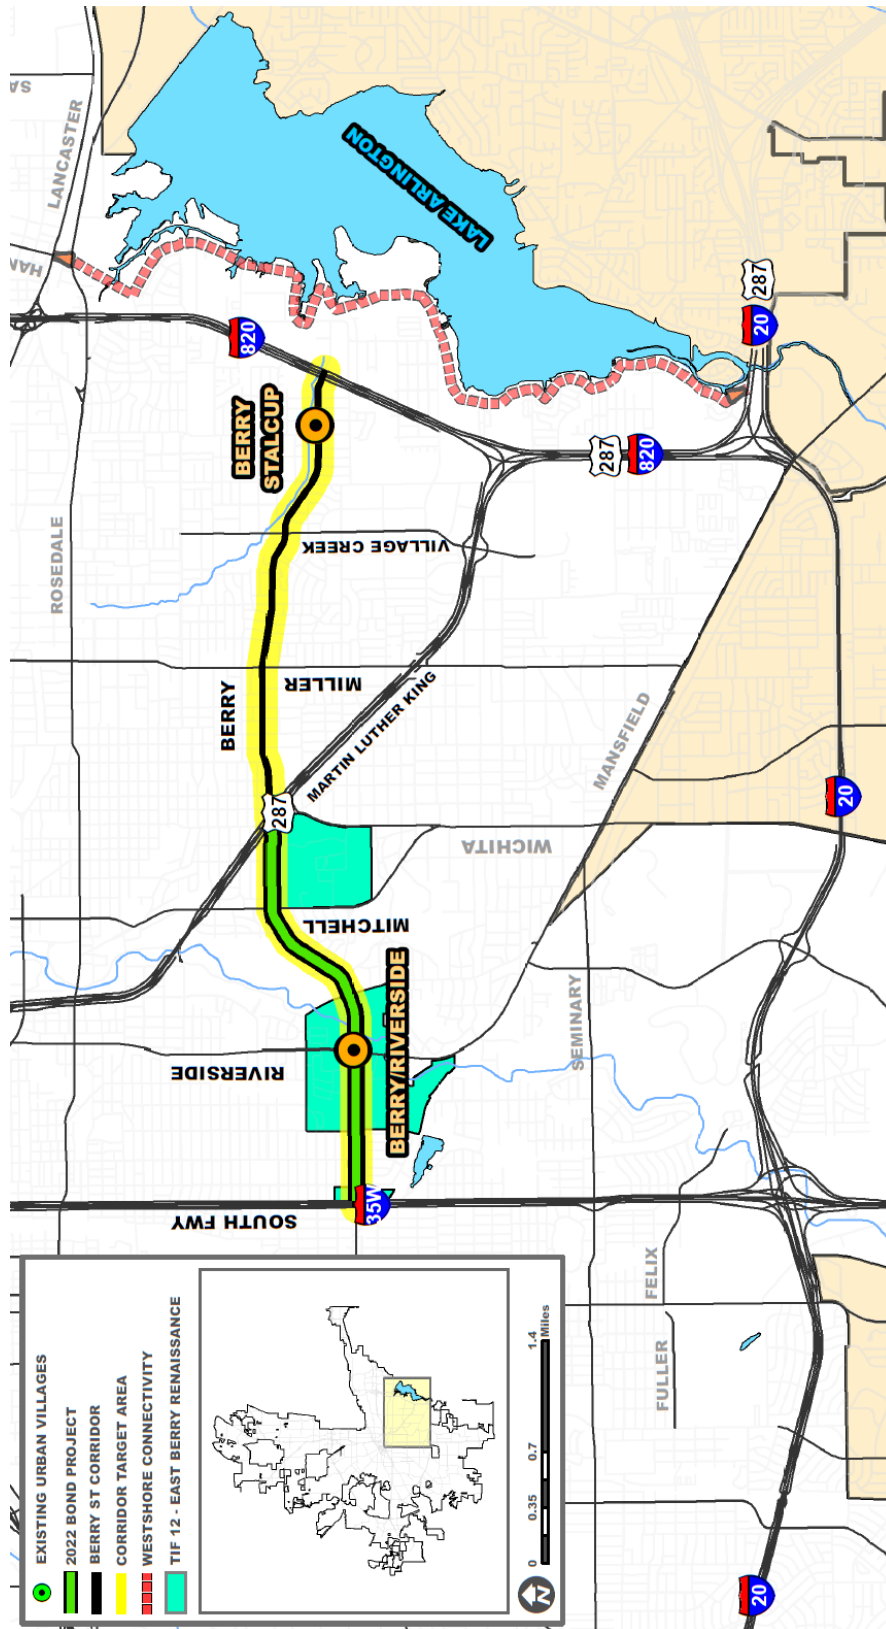 EXISTING URBAN VILLAGES
2022 BOND PROJECT
BERRY ST CORRIDOR
CORRIDOR TARGET AREA
WESTSHORE CONNECTIVITY
TIF 12 - EAST BERRY RENAISSANCE
N
0 0.35 0.7 1.4
Miles
SOUTH FWY
35W
RIVERSIDE
BERRY/RIVERSIDE
MITCHELL
287
MARTIN LUTHER KING
BERRY
MILLER
VILLAGE CREEK
BERRY
STALCUP
820
ROSEDALE
LANCASTER
HAN
SA
LAKE ARLINGTON
287
820
287
20
WICHITA
MANSFIELD
SEMINARY
20
FELIX
FULLER
20